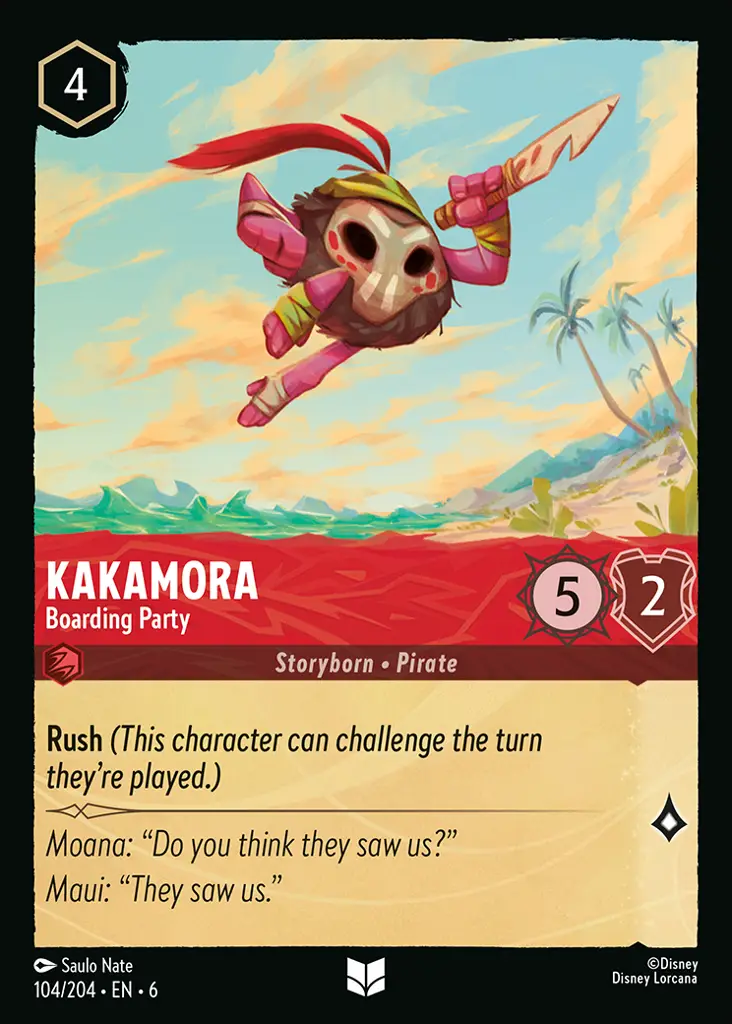 4
KAKAMORA
Boarding Party
5
2
Storyborn • Pirate
Rush (This character can challenge the turn
they're played.)
Moana: “Do you think they saw us?”
Maui: “They saw us.”
Saulo Nate
104/204 • EN • 6
©Disney
Disney Lorcana